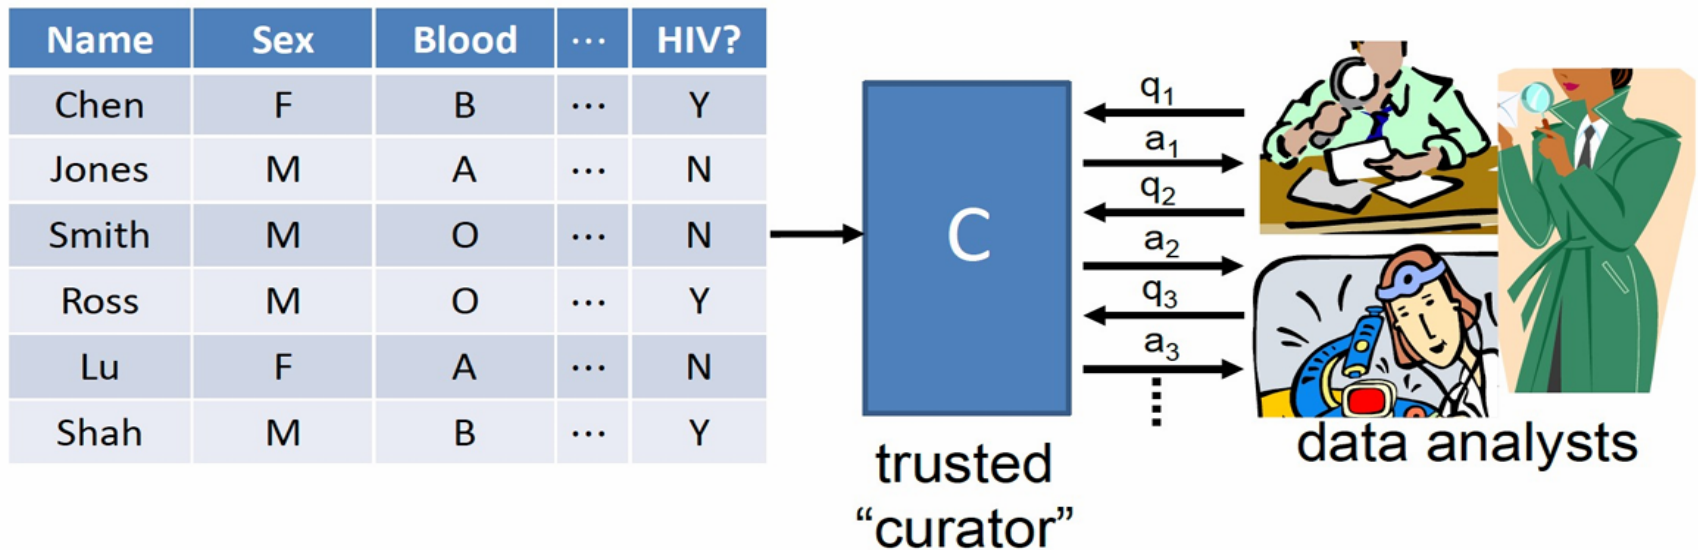 Name Sex Blood ... HIV?
Chen F B ... Y
Jones M A ... N
Smith M O ... N
Ross M O ... Y
Lu F A ... N
Shah M B ... Y
C
trusted
“curator”
q1
a1
q2
a2
q3
a3
data analysts